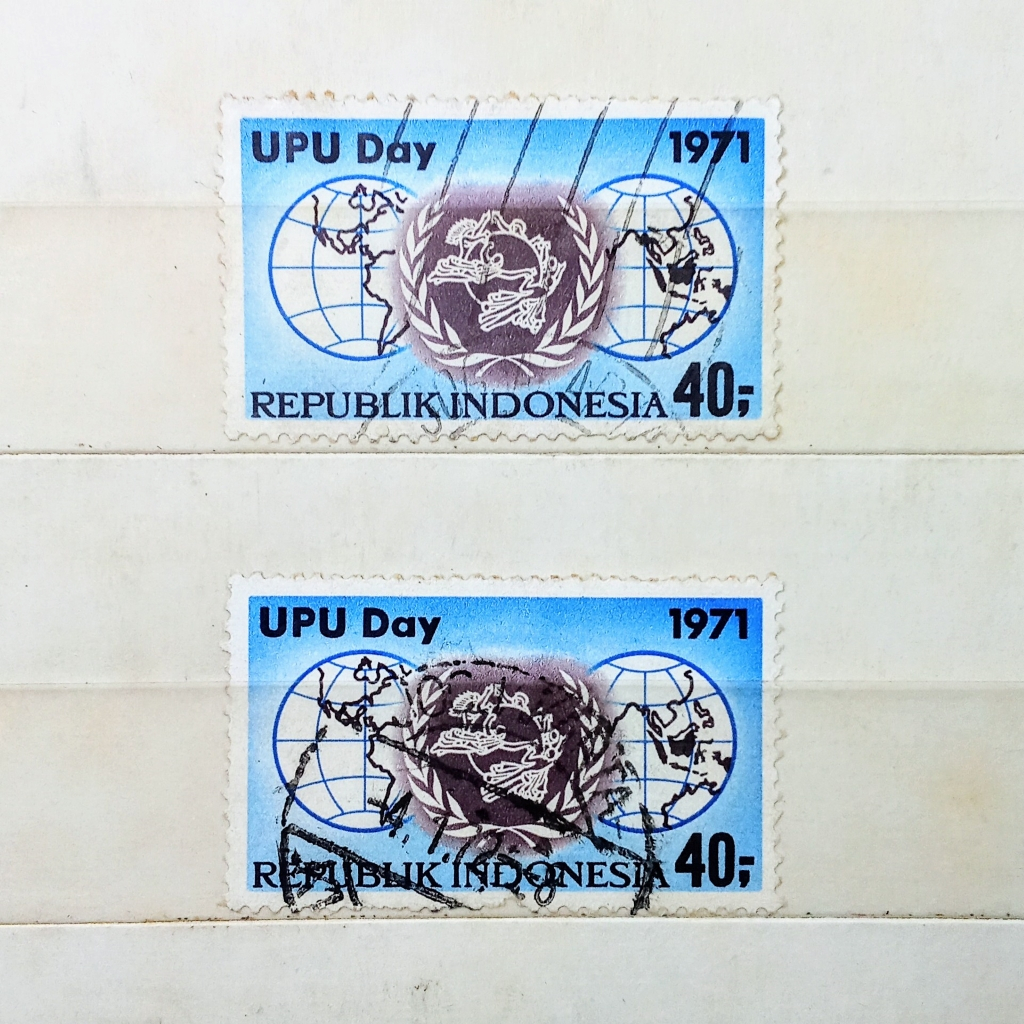 UPU Day 1971
REPUBLIK INDONESIA 40,-
UPU Day 1971
REPUBLIK INDONESIA 40,-